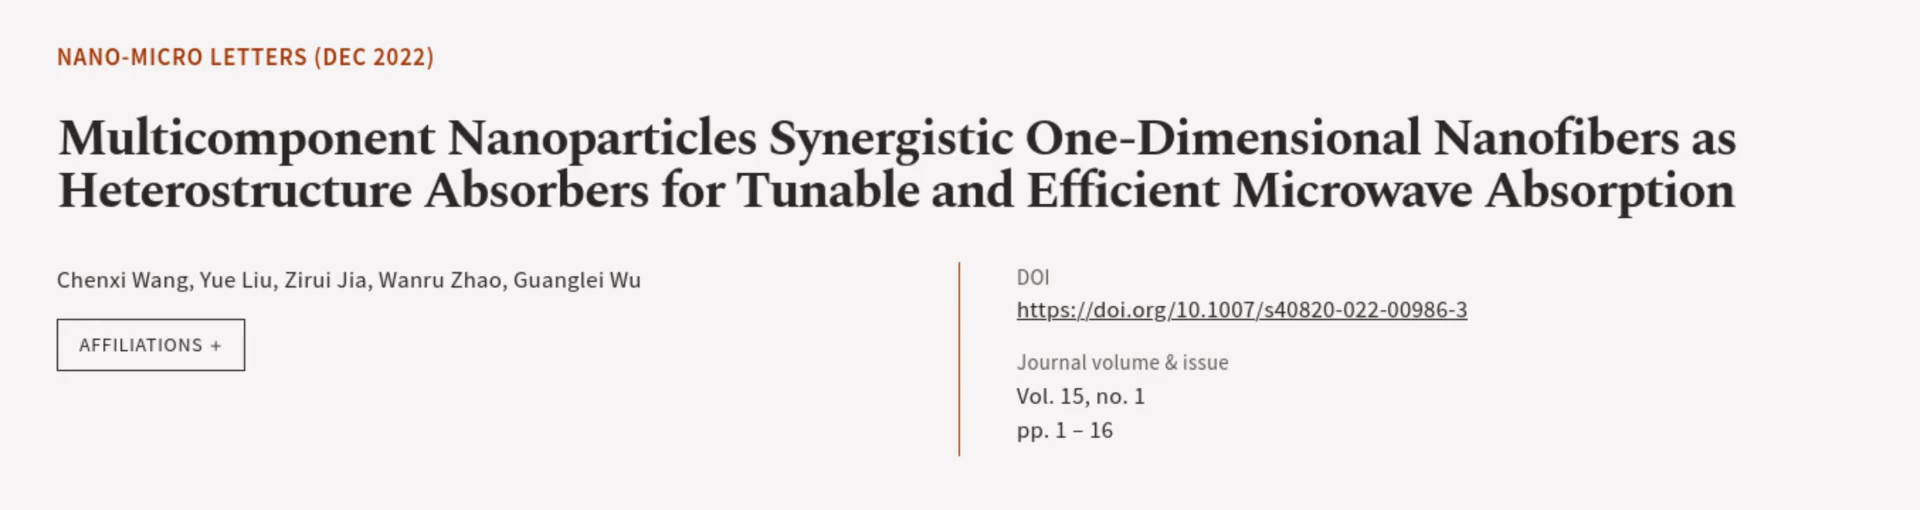 NANO-MICRO LETTERS (DEC 2022)
Multicomponent Nanoparticles Synergistic One-Dimensional Nanofibers as
Heterostructure Absorbers for Tunable and Efficient Microwave Absorption
Chenxi Wang, Yue Liu, Zirui Jia, Wanru Zhao, Guanglei Wu
AFFILIATIONS +
DOI
https://doi.org/10.1007/s40820-022-00986-3
Journal volume & issue
Vol. 15, no. 1
pp. 1 – 16